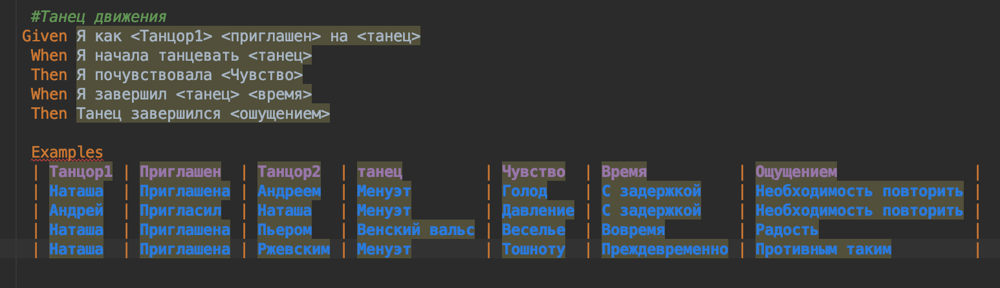 #Танец движения
Given Я как <Танцор1> <приглашен> на <танец>
When Я начала танцевать <танец>
Then Я почувствовала <Чувство>
When Я завершил <танец> <время>
Then Танец завершился <ошущением>
Examples
| Танцор1 | Приглашен | Танцор2 | танец | Чувство | Время | Ощущением |
| Наташа | Приглашена | Андреем | Менуэт | Голод | С задержкой | Необходимость повторить |
| Андрей | Пригласил | Наташа | Менуэт | Давление | С задержкой | Необходимость повторить |
| Наташа | Приглашена | Пьером | Венский вальс | Веселье | Вовремя | Радость |
| Наташа | Приглашена | Ржевским | Менуэт | Тошноту | Преждевременно | Противным таким |